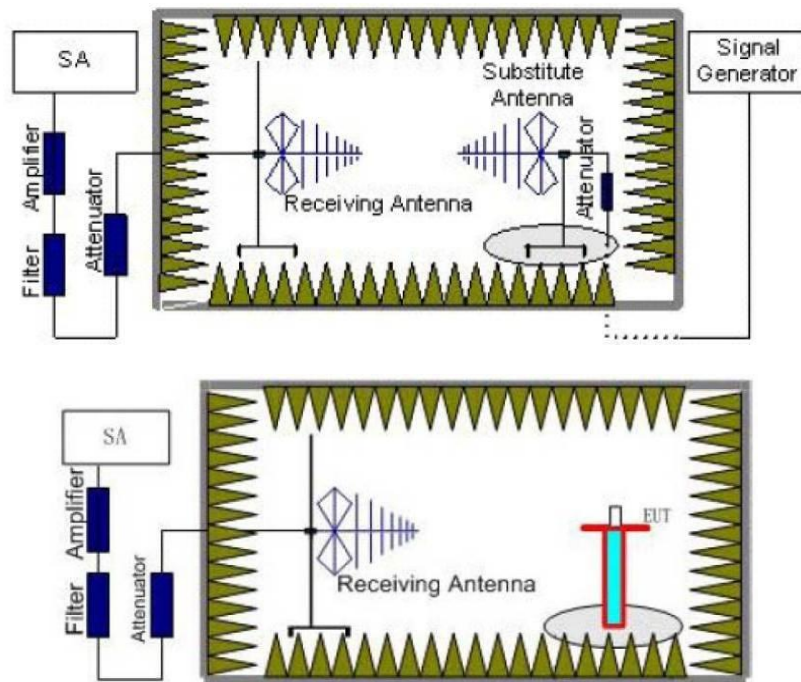 SA
Signal
Generator
Substitute
Antenna
Amplifier
Attenuator
Filter
Receiving Antenna
Attenuator
SA
Amplifier
Filter
Attenuator
Receiving Antenna
EUT